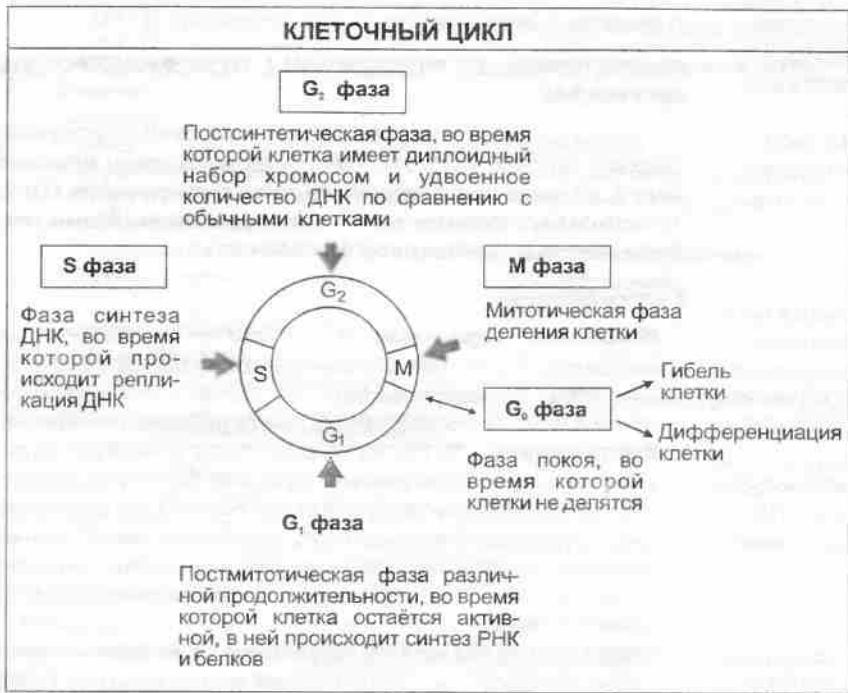 КЛЕТОЧНЫЙ ЦИКЛ
G₂ фаза
Постсинтетическая фаза, во время
которой клетка имеет диплоидный
набор хромосом и удвоенное
количество ДНК по сравнению с
обычными клетками
S фаза
Фаза синтеза
ДНК, во время
которой про-
исходит репли-
кация ДНК
М фаза
Митотическая фаза
деления клетки
G₂
S
M
G₁
G₀ фаза
Фаза покоя, во
время которой
клетки не делятся
Гибель
клетки
Дифференциация
клетки
G₁ фаза
Постмитотическая фаза различ-
ной продолжительности, во время
которой клетка остаётся актив-
ной, в ней происходит синтез РНК
и белков